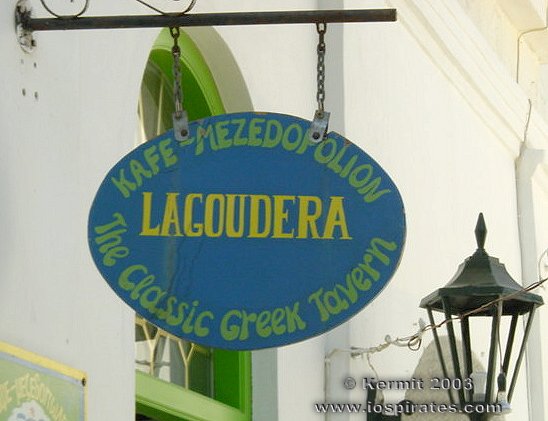 KAFE-MEZEDOPOLION
LAGOUDERA
The Classic Greek Tavern
© Kermit 2003
www.iospirates.com